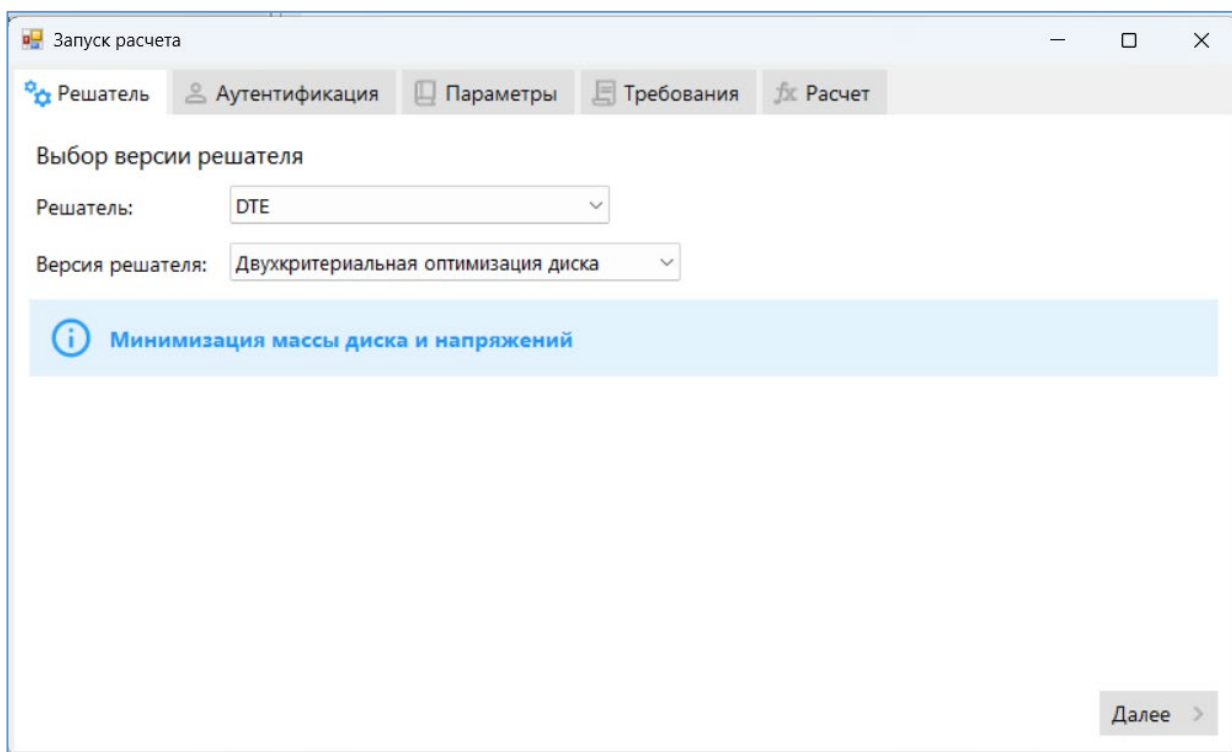 Запуск расчета
Решатель Аутентификация Параметры Требования fx Расчет
Выбор версии решателя
Решатель: DTE
Версия решателя: Двухкритериальная оптимизация диска
Минимизация массы диска и напряжений
Далее